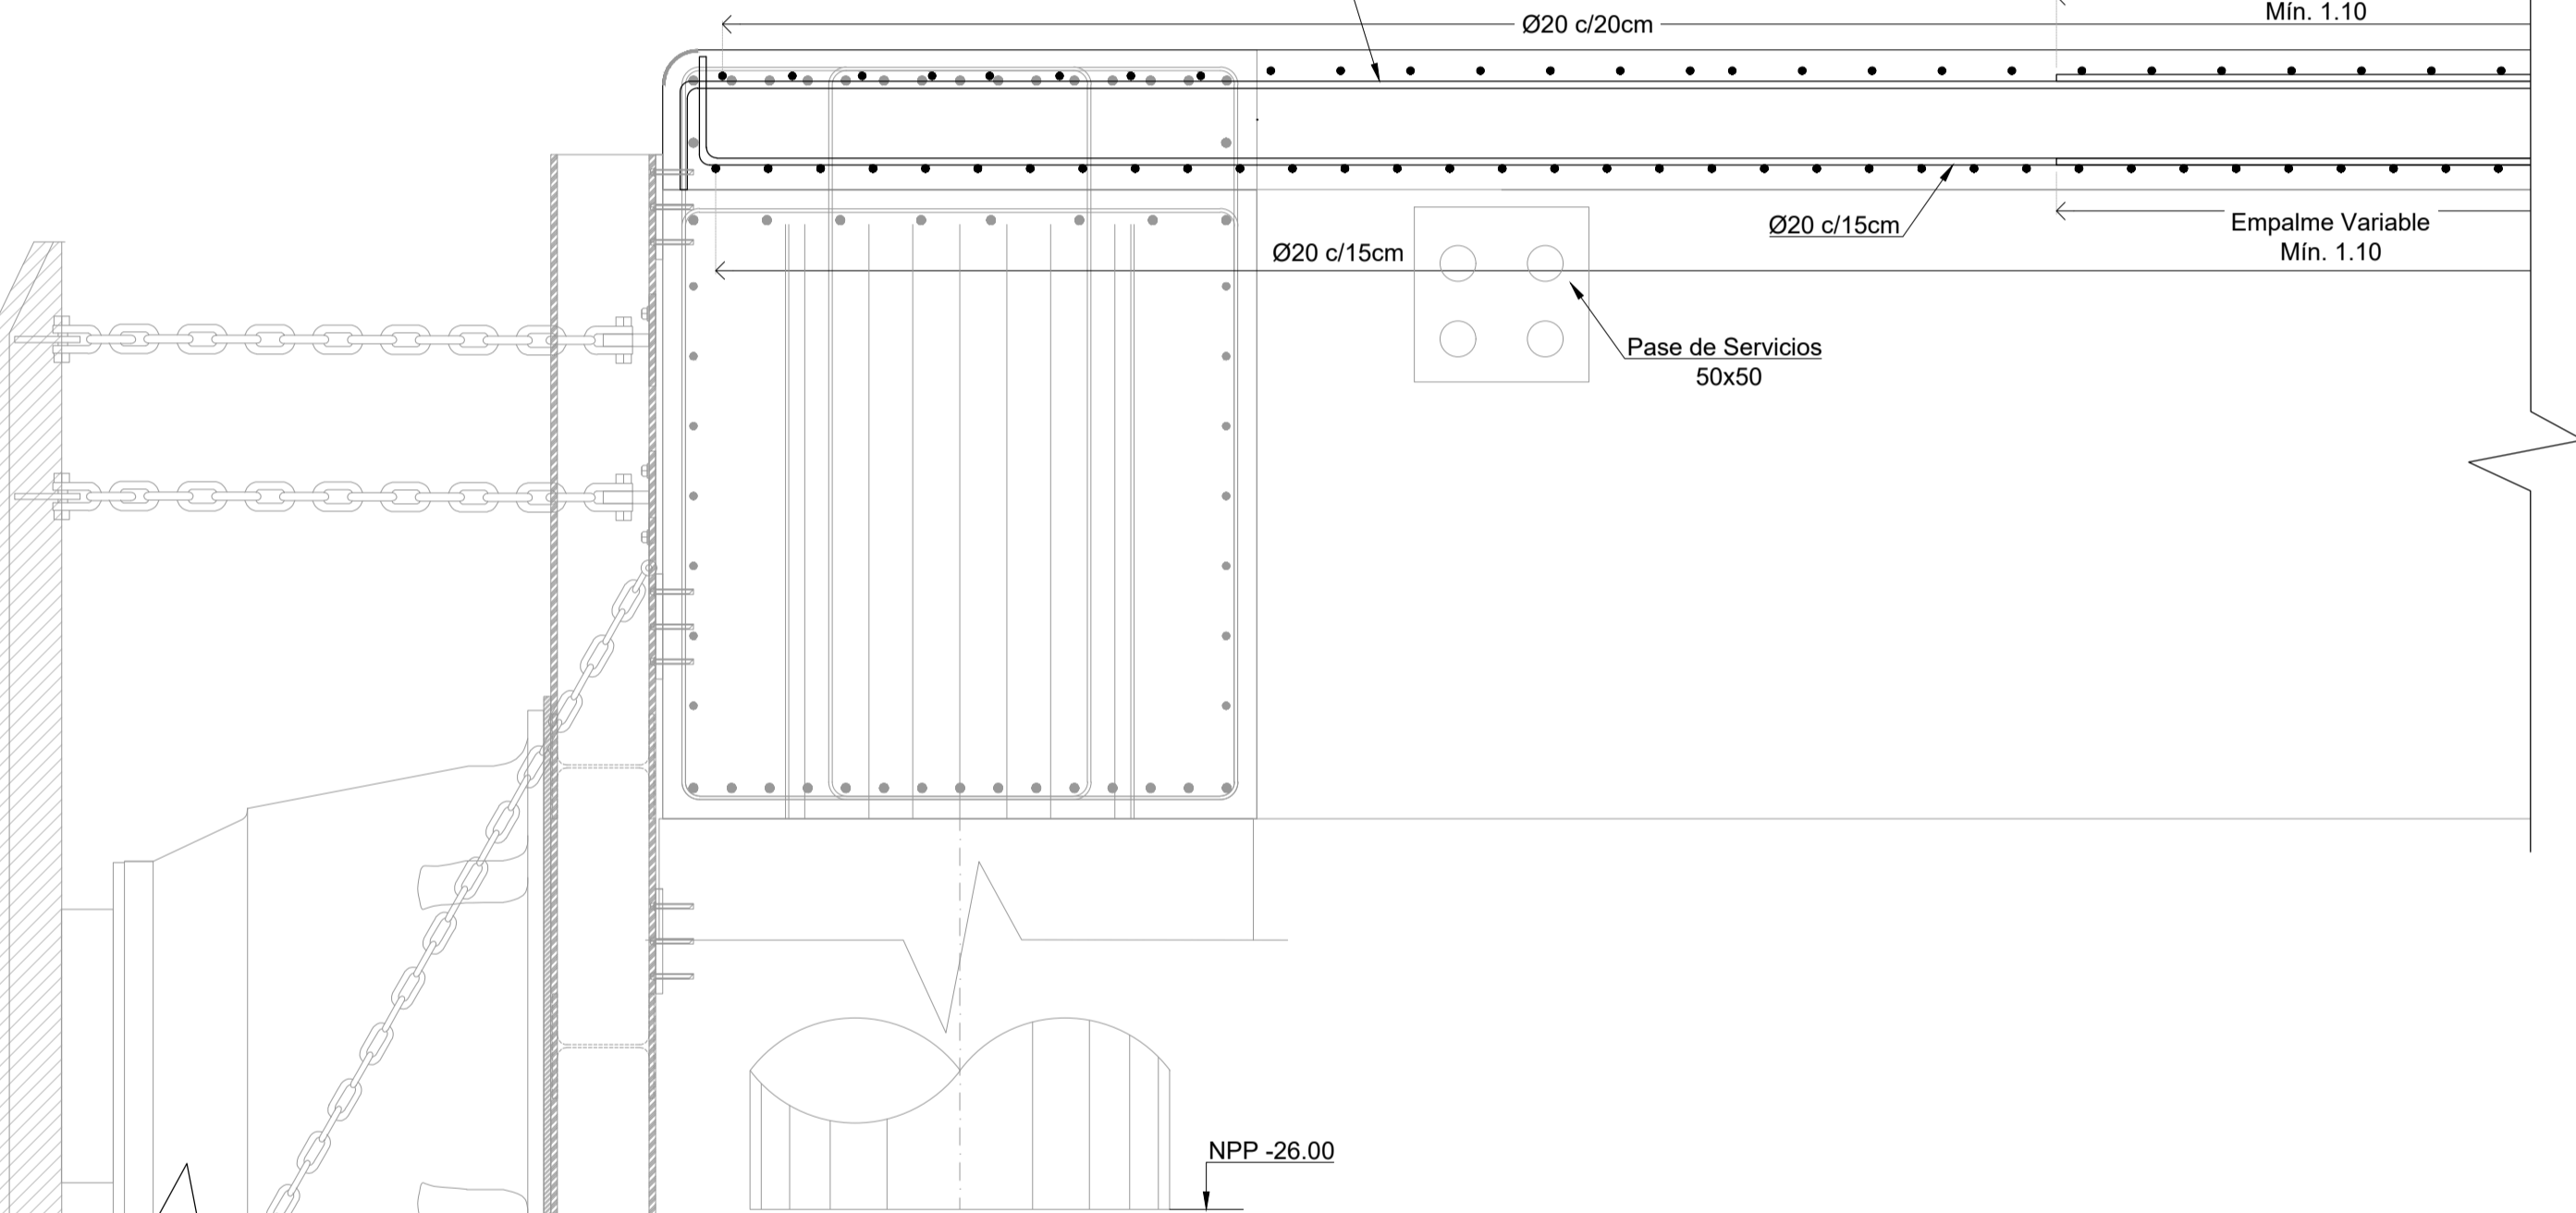 Mín. 1.10
Ø20 c/20cm
Ø20 c/15cm
Empalme Variable
Mín. 1.10
Ø20 c/15cm
Pase de Servicios
50x50
NPP -26.00